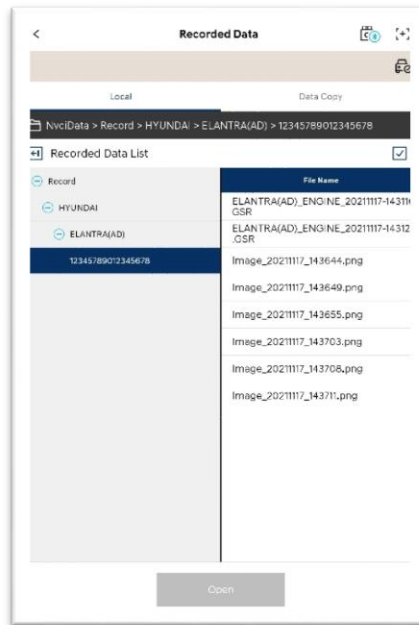 Recorded Data
Local Data Copy
NvciData > Record > HYUNDAI > ELANTRA(AD) > 12345789012345678
Recorded Data List
Record
File Name
HYUNDAI
ELANTRA(AD)_ENGINE_20211117-14311
GSR
ELANTRA(AD)
ELANTRA(AD)_ENGINE_20211117-14312
.GSR
12345789012345678
Image_20211117_143644.png
Image_20211117_143649.png
Image_20211117_143655.png
Image_20211117_143703.png
Image_20211117_143708.png
Image_20211117_143711.png
Open